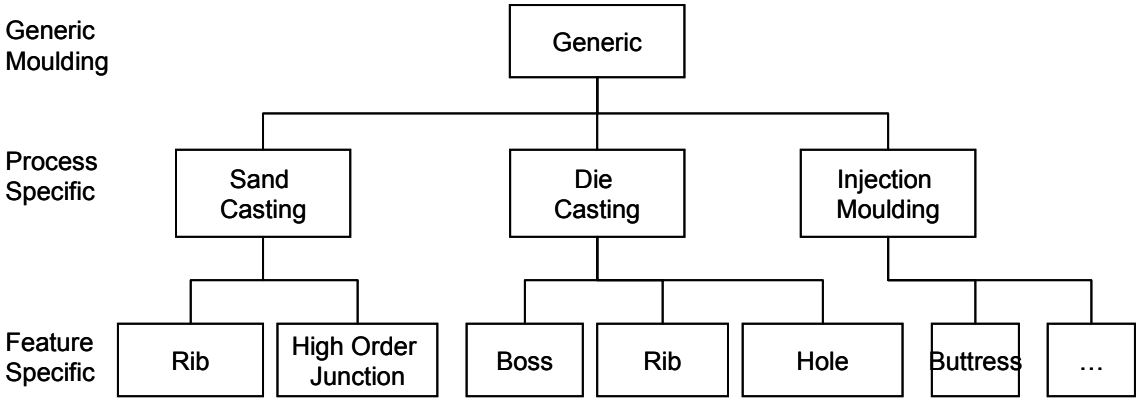 Generic
Moulding
Generic
Process
Specific
Sand
Casting
Die
Casting
Injection
Moulding
Feature
Specific
Rib
High Order
Junction
Boss
Rib
Hole
Buttress
...